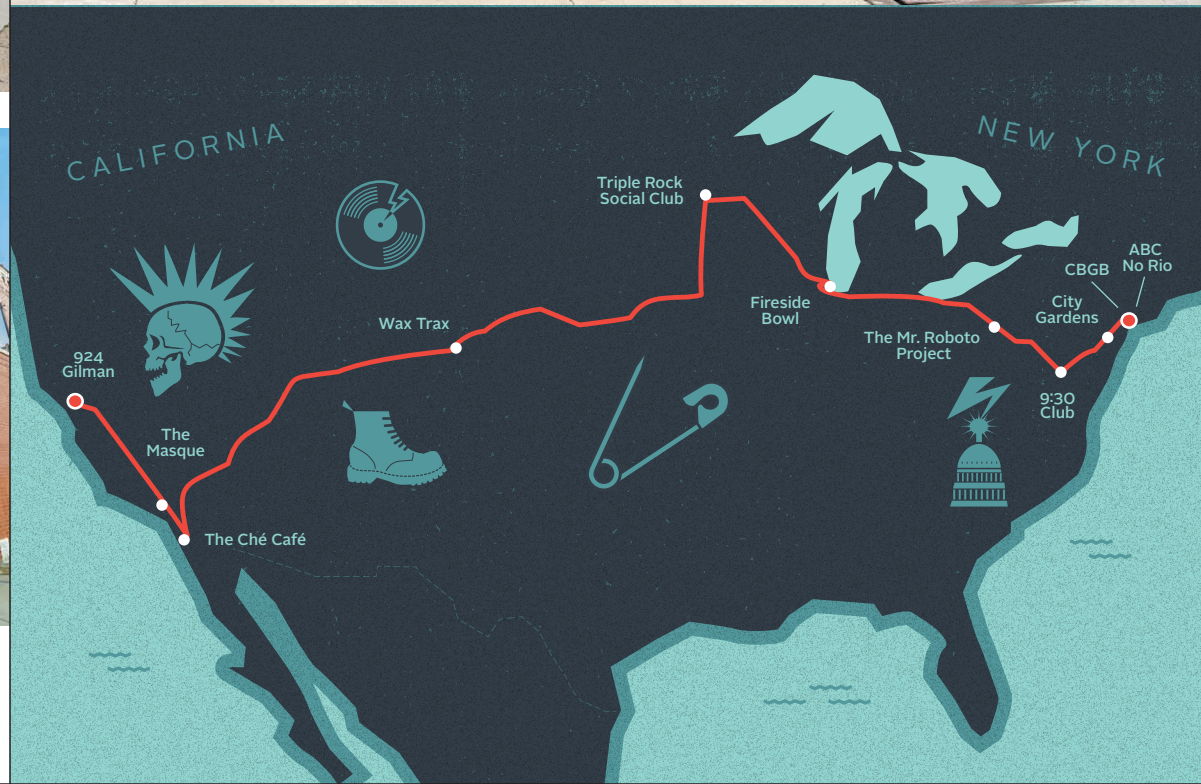 CALIFORNIA
NEW YORK
Triple Rock
Social Club
ABC
No Rio
CBGB
City
Gardens
Fireside
Bowl
Wax Trax
The Mr. Roboto
Project
924
Gilman
9:30
Club
The
Masque
The Ché Café